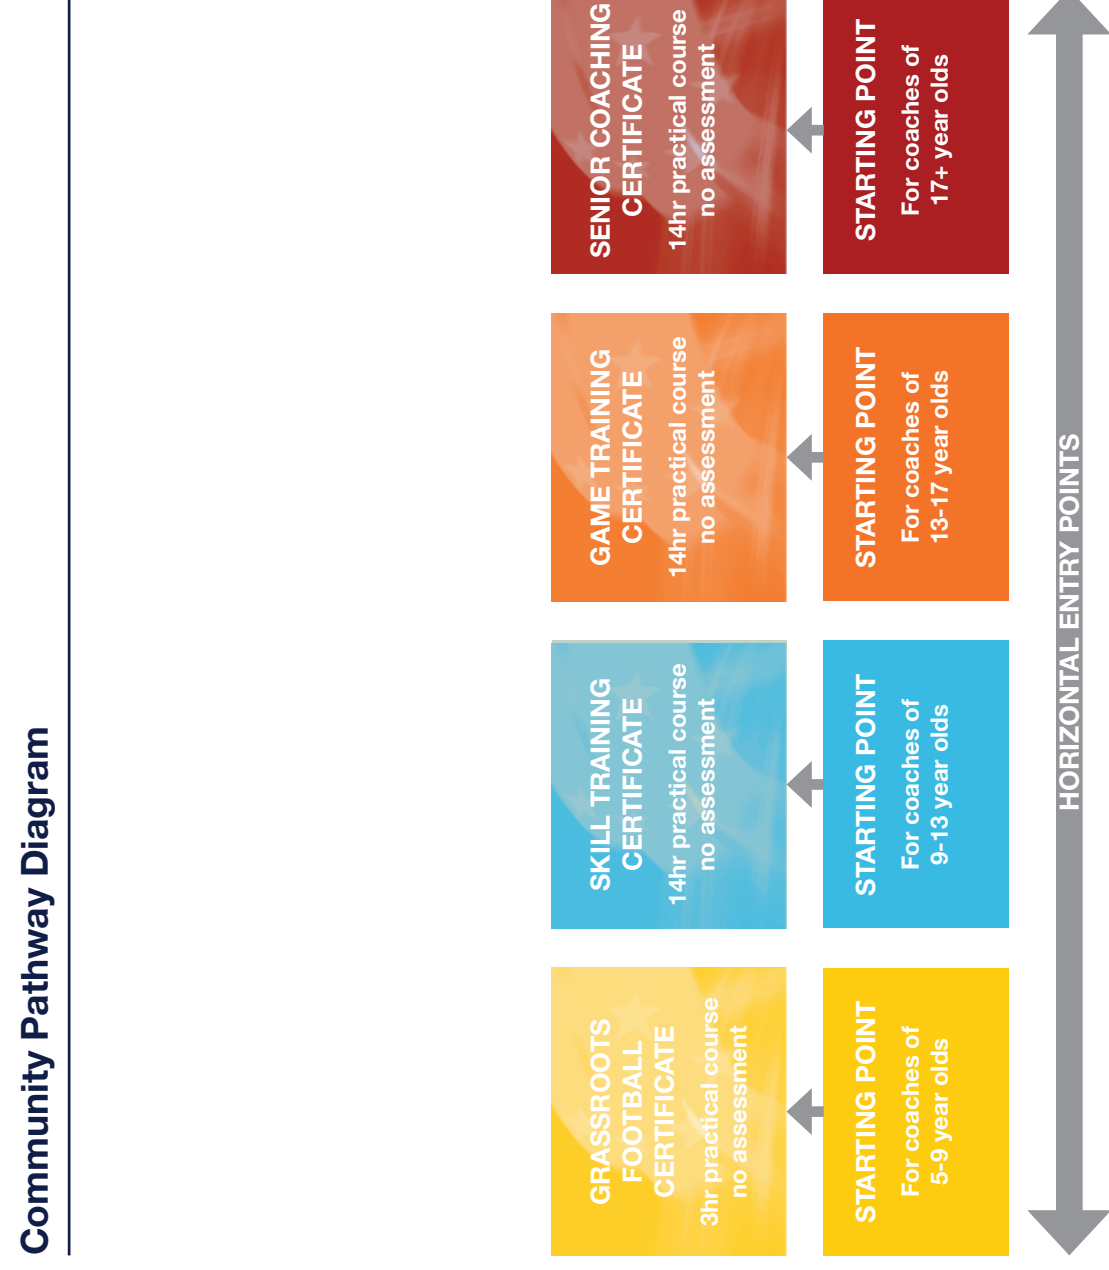 Community Pathway Diagram
GRASSROOTS
FOOTBALL
CERTIFICATE
3hr practical course
no assessment
SKILL TRAINING
CERTIFICATE
14hr practical course
no assessment
GAME TRAINING
CERTIFICATE
14hr practical course
no assessment
SENIOR COACHING
CERTIFICATE
14hr practical course
no assessment
STARTING POINT
For coaches of
5-9 year olds
STARTING POINT
For coaches of
9-13 year olds
STARTING POINT
For coaches of
13-17 year olds
STARTING POINT
For coaches of
17+ year olds
HORIZONTAL ENTRY POINTS